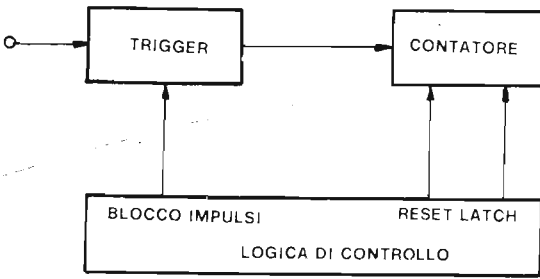 TRIGGER
CONTATORE
BLOCCO IMPULSI
RESET LATCH
LOGICA DI CONTROLLO